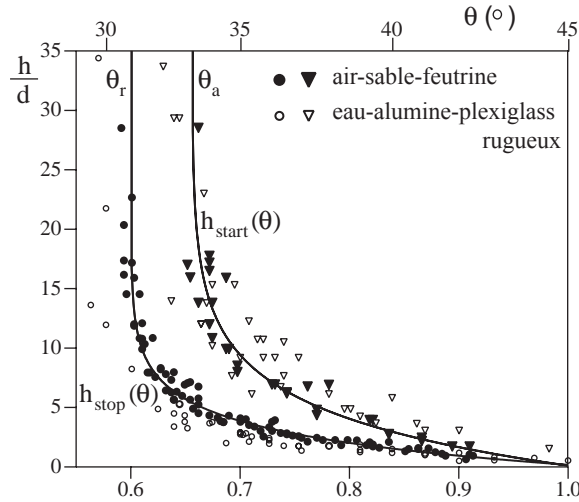 θ (°)
30 35 40 45
h/d
35
30
25
20
15
10
5
0
θr θa
air-sable-feutrine
eau-alumine-plexiglass
rugueux
hstart(θ)
hstop(θ)
0.6 0.7 0.8 0.9 1.0